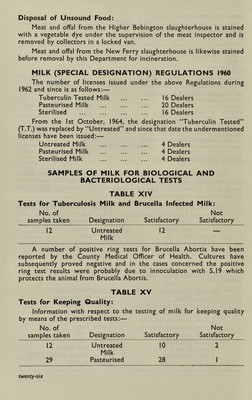 Disposal of Unsound Food:
Meat and offal from the Higher Bebington slaughterhouse is stained
with a vegetable dye under the supervision of the meat inspector and is
removed by collectors in a locked van.
Meat and offal from the New Ferry slaughterhouse is likewise stained
before removal by this Department for incineration.
MILK (SPECIAL DESIGNATION) REGULATIONS 1960
The number of licenses issued under the above Regulations during
1962 and since is as follows:—
Tuberculin Tested Milk ... ... 16 Dealers
Pasteurised Milk ... ... ... 20 Dealers
Sterilised Milk ... ... ... 16 Dealers
From the 1st October, 1964, the designation "Tuberculin Tested"
(T.T.) was replaced by "Untreated" and since that date the undermentioned
licenses have been issued:—
Untreated Milk ... ... 4 Dealers
Pasteurised Milk ... ... 4 Dealers
Sterilised Milk ... ... 4 Dealers
SAMPLES OF MILK FOR BIOLOGICAL AND
BACTERIOLOGICAL TESTS
TABLE XIV
Tests for Tuberculosis Milk and Brucella Infected Milk:
No. of Not
samples taken Designation Satisfactory Satisfactory
12 Untreated 12 —
Milk
A number of positive ring tests for Brucella Abortis have been
reported by the County Medical Officer of Health. Cultures have
subsequently proved negative and in the cases concerned the positive
ring test results were probably due to innoculation with S.19 which
protects the animal from Brucella Abortis.
TABLE XV
Tests for Keeping Quality:
Information with respect to the testing of milk for keeping quality
by means of the prescribed tests:—
No. of Not
samples taken Designation Satisfactory Satisfactory
12 Untreated 10 2
Milk
29 Pasteurised 28 1
twenty-six